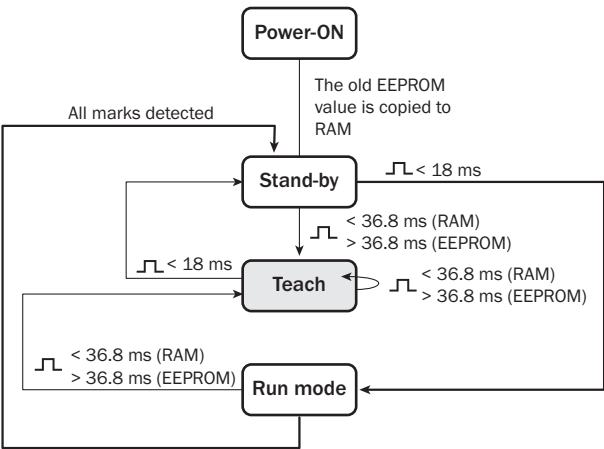 Power-ON
The old EEPROM
value is copied to
RAM
All marks detected
Stand-by
< 18 ms
< 36.8 ms (RAM)
> 36.8 ms (EEPROM)
< 18 ms
Teach
< 36.8 ms (RAM)
> 36.8 ms (EEPROM)
< 36.8 ms (RAM)
> 36.8 ms (EEPROM)
Run mode